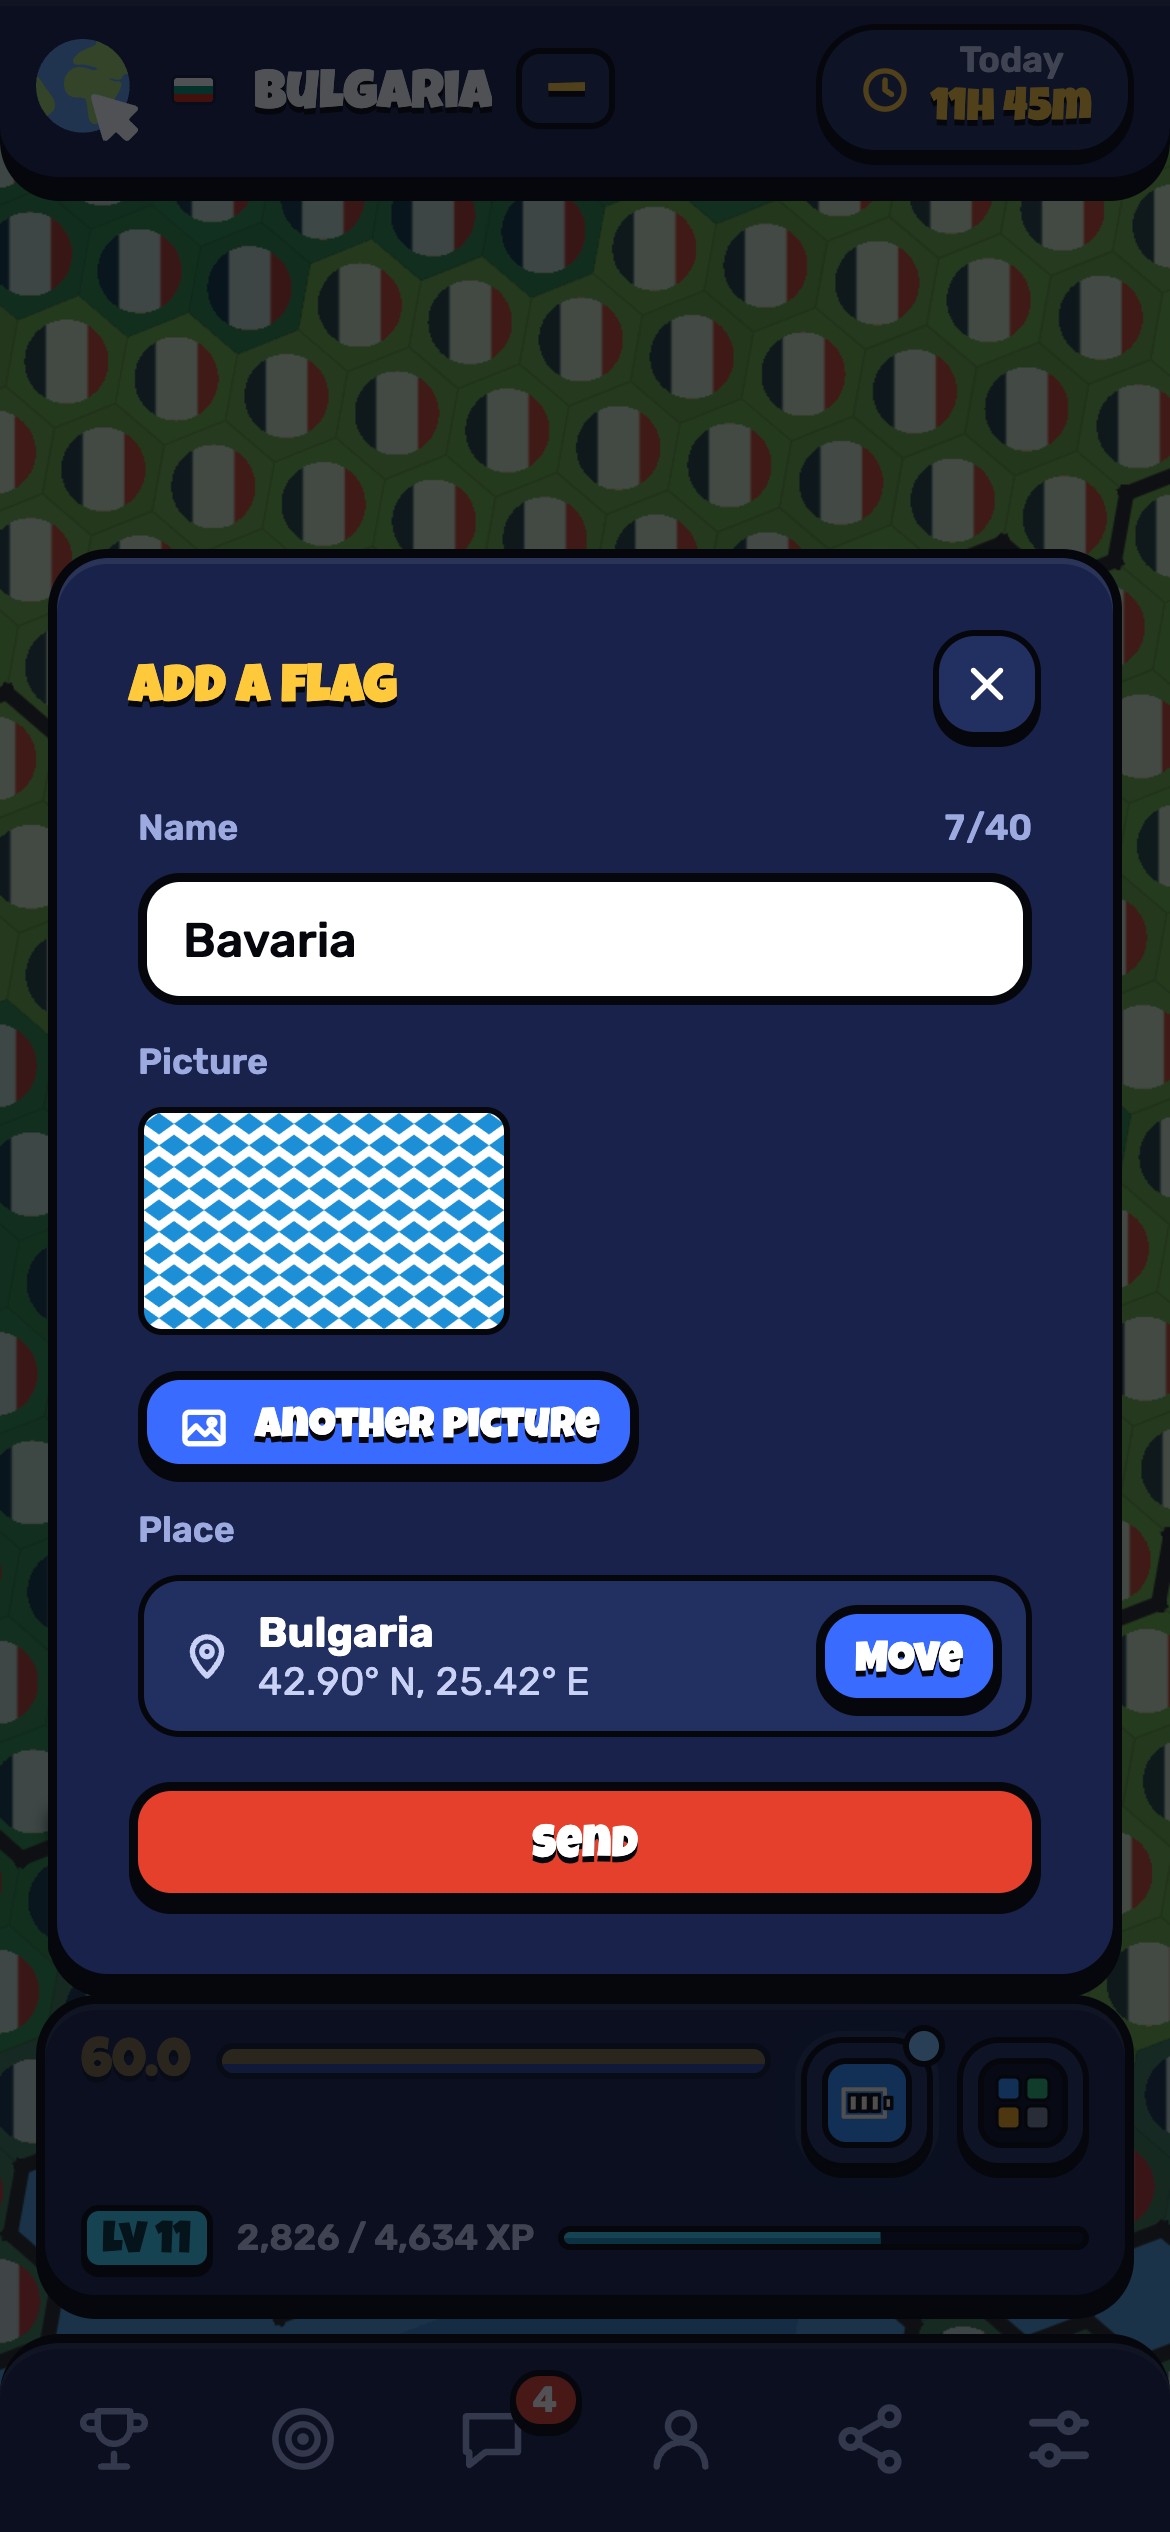 BULGARIA
Today
11H 45m
ADD A FLAG
Name
7/40
Bavaria
Picture
Another picture
Place
Bulgaria
42.90° N, 25.42° E
Move
Send
60.0
LV 11
2,826 / 4,634 XP
4